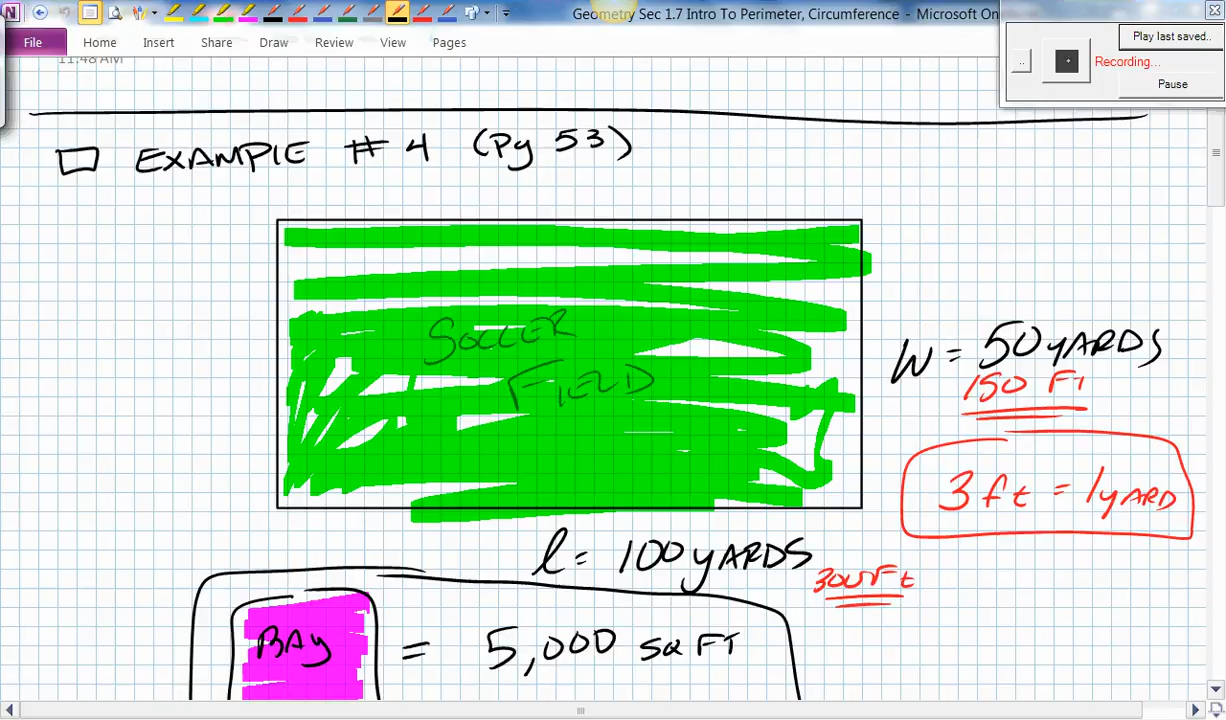 Geometry Sec 1.7 Intro To Perimeter, Circumference - Microsoft On
Play last saved..
File Home Insert Share Draw Review View Pages
..
Recording...
Pause
11:48 AM
EXAMPLE # 4 (Pg 53)
SOCCER
FIELD
W = 50 YARDS
150 Ft
3 ft = 1 YARD
l = 100 YARDS
300 Ft
BAg = 5,000 SQ FT